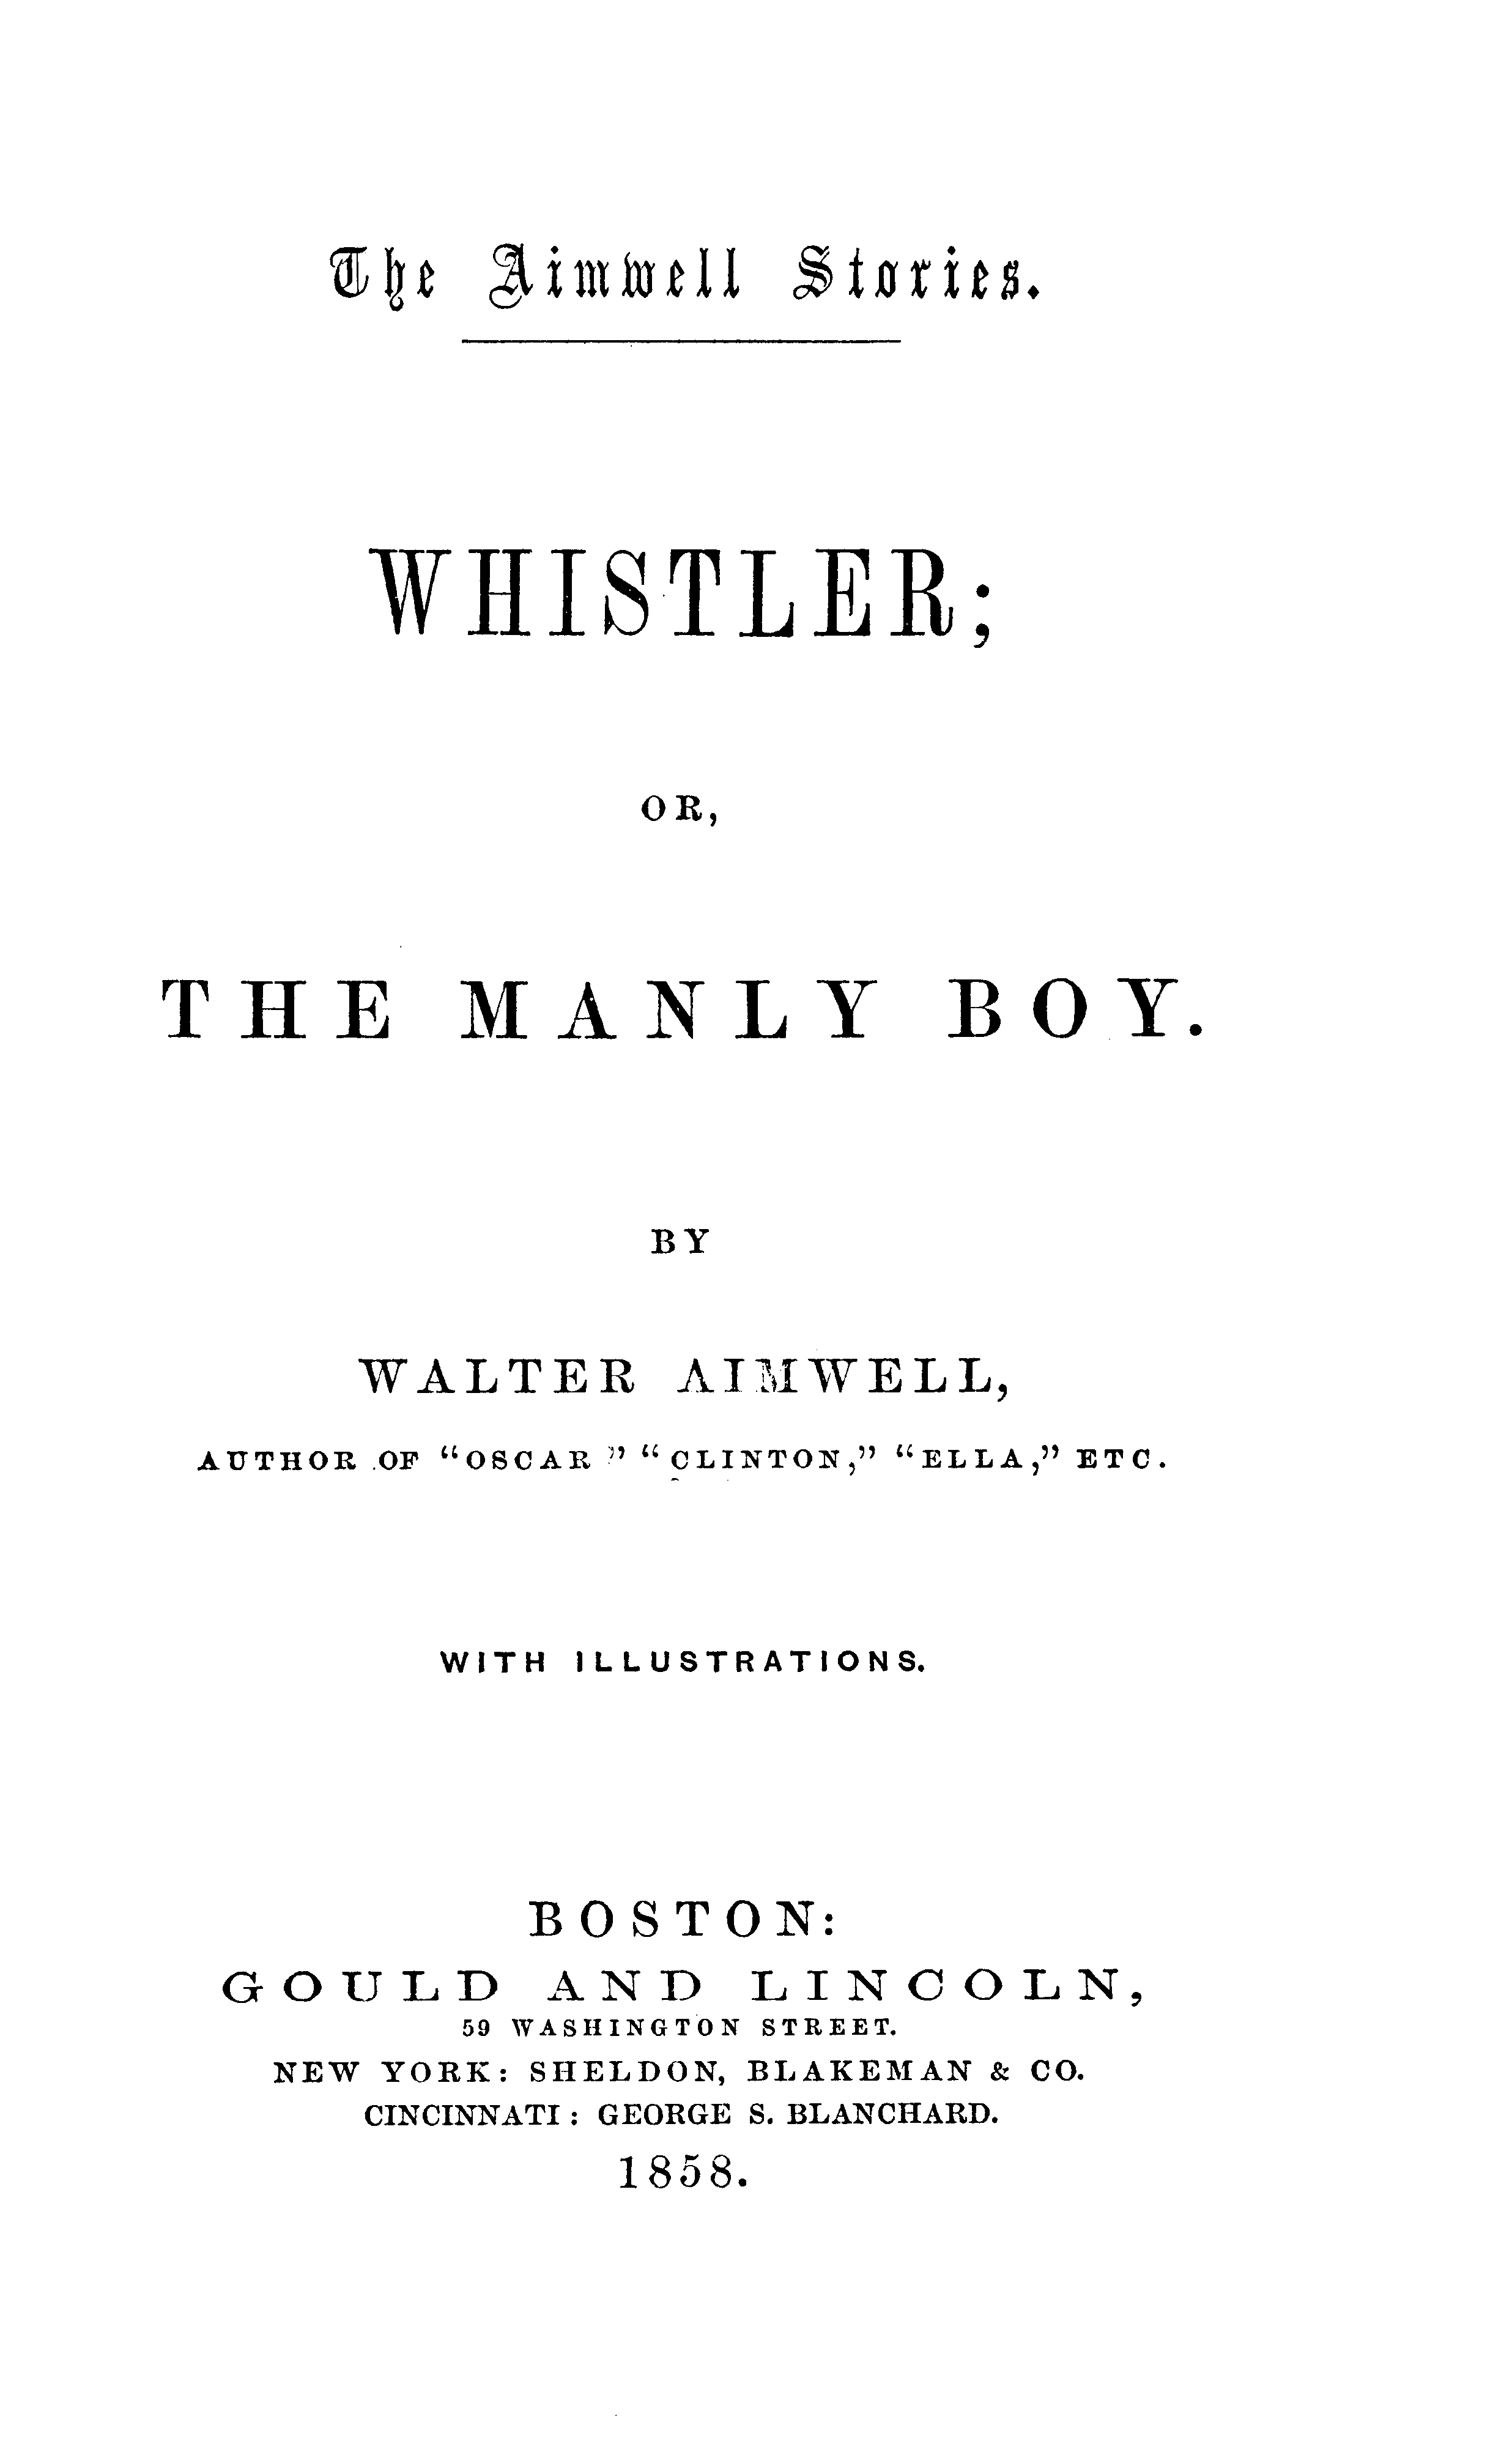 The Aimwell Stories.
WHISTLER;
OR,
THE MANLY BOY.
BY
WALTER AIMWELL,
AUTHOR OF “OSCAR ” “CLINTON,” “ELLA,” ETC.
WITH ILLUSTRATIONS.
BOSTON:
GOULD AND LINCOLN,
59 WASHINGTON STREET.
NEW YORK: SHELDON, BLAKEMAN & CO.
CINCINNATI: GEORGE S. BLANCHARD.
1858.